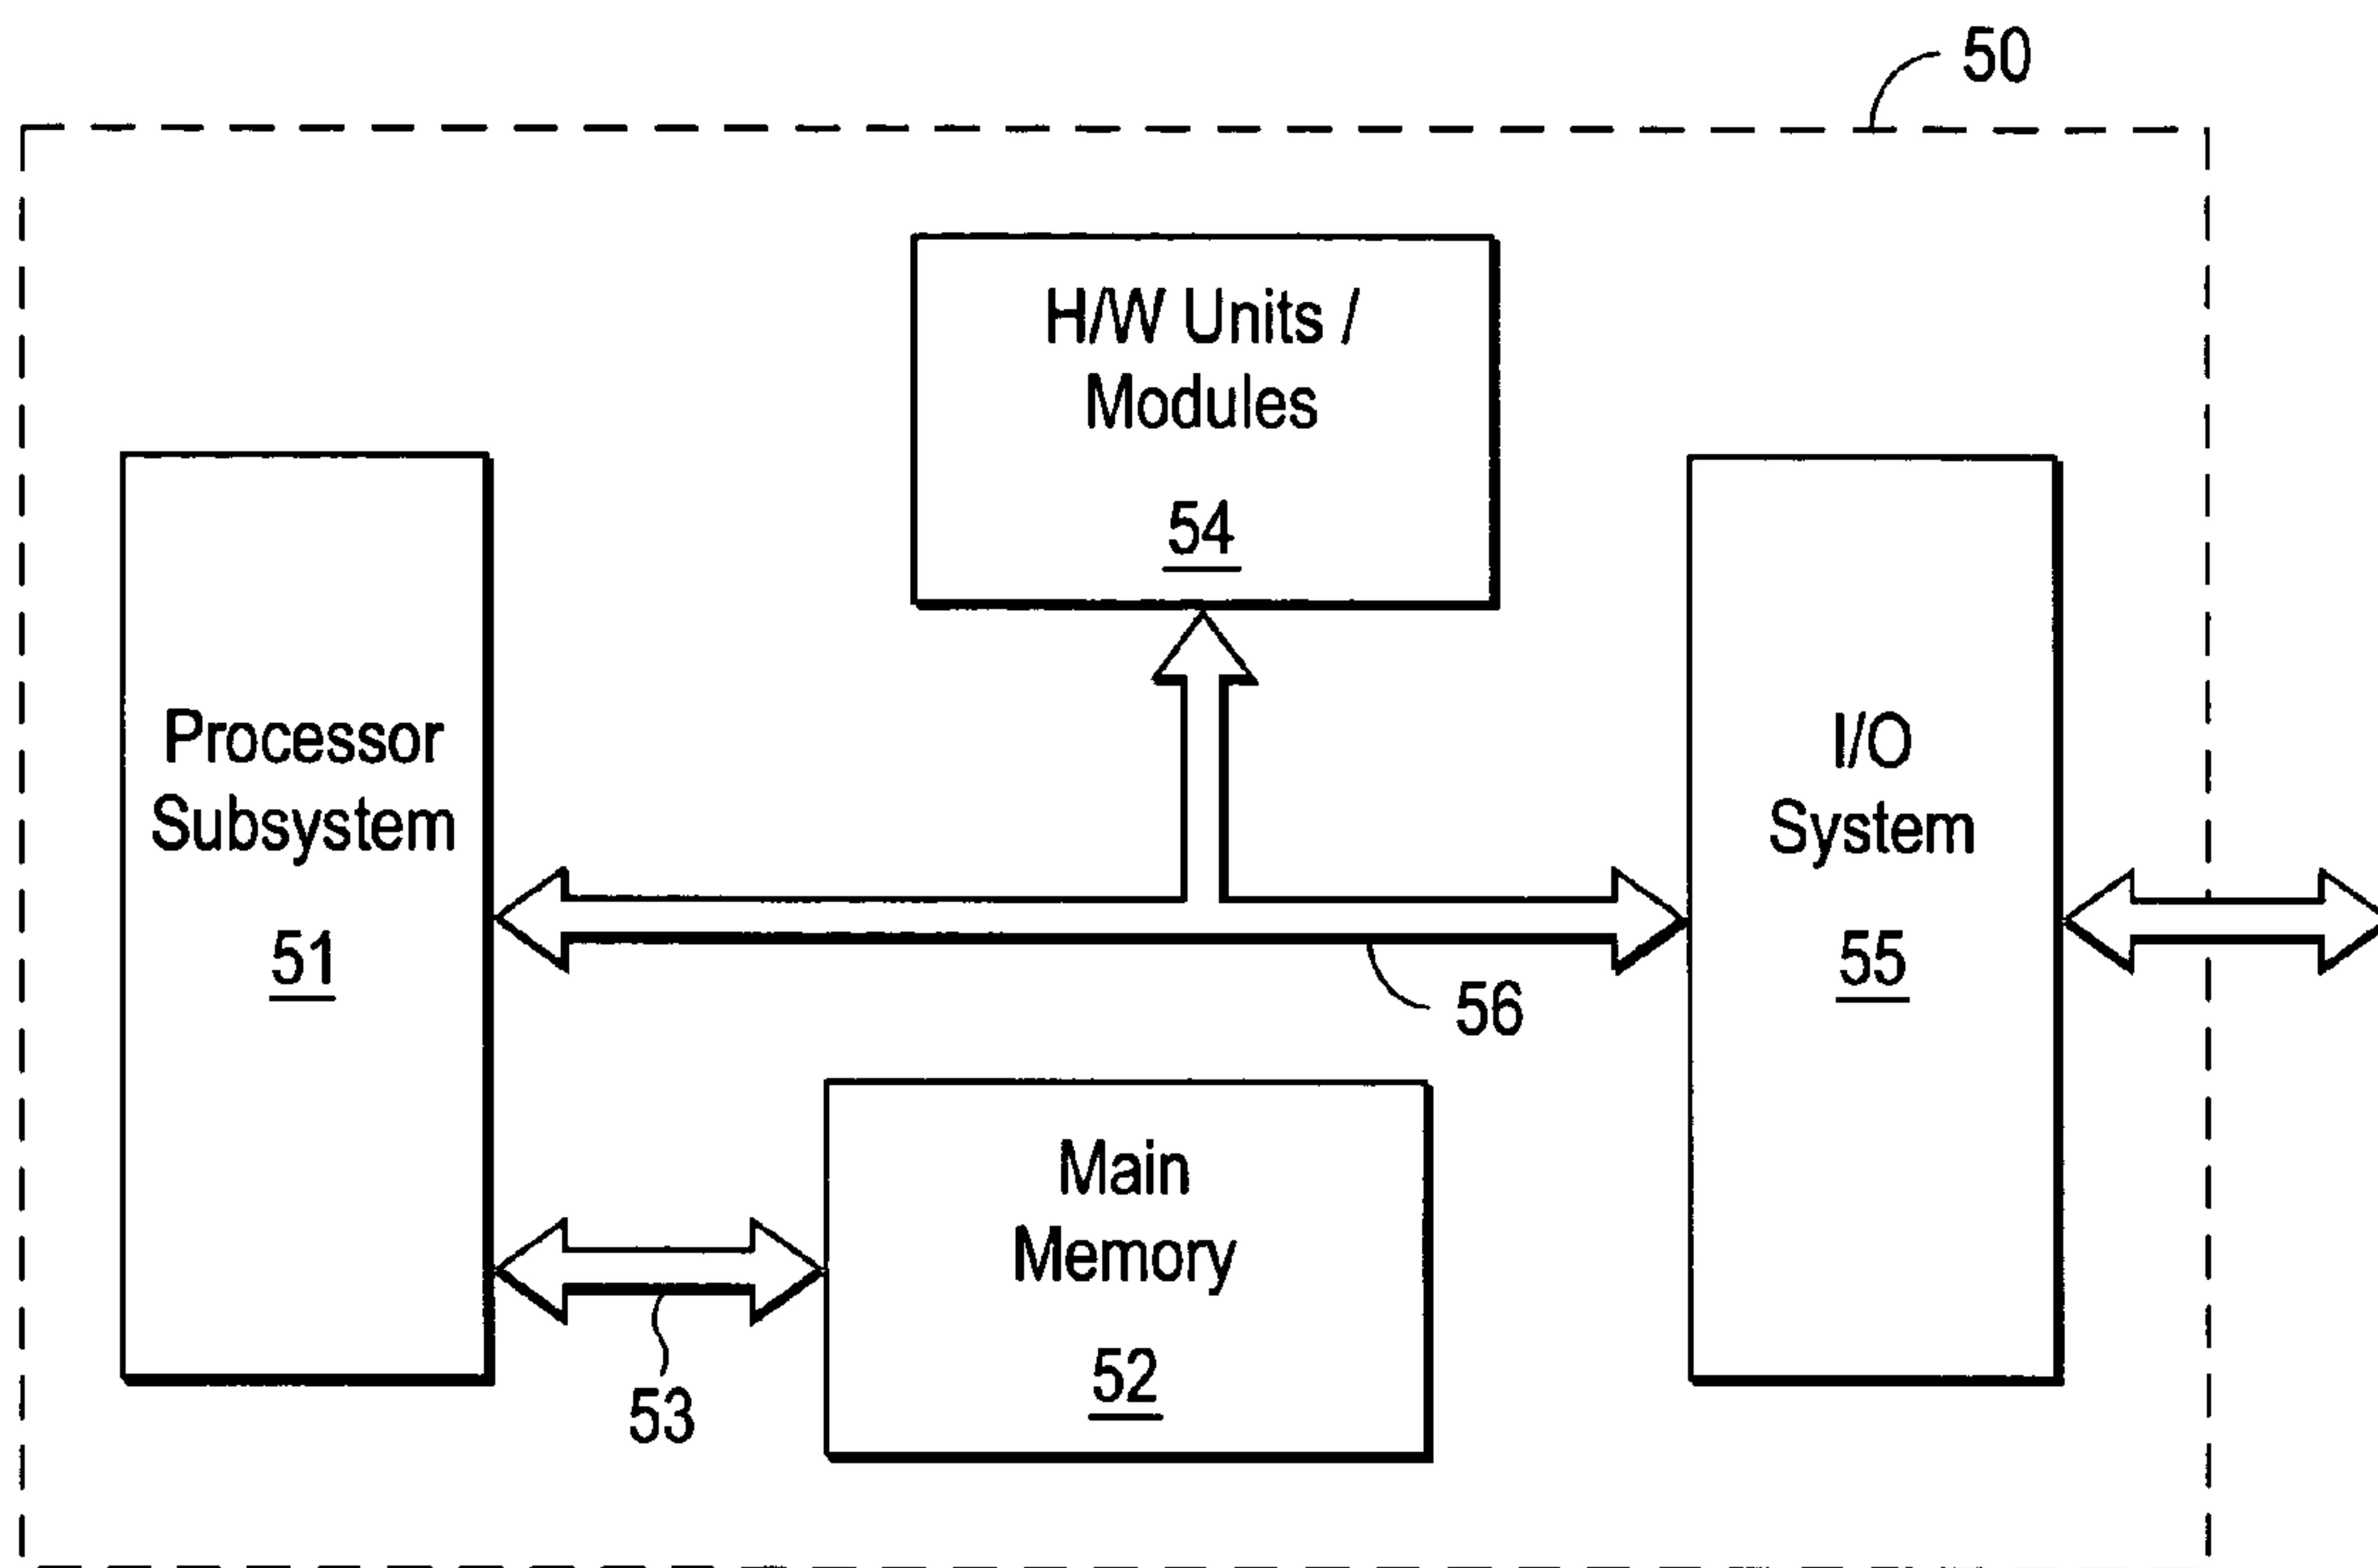 50
H/W Units /
Modules
54
Processor
Subsystem
51
I/O
System
55
56
Main
Memory
52
53